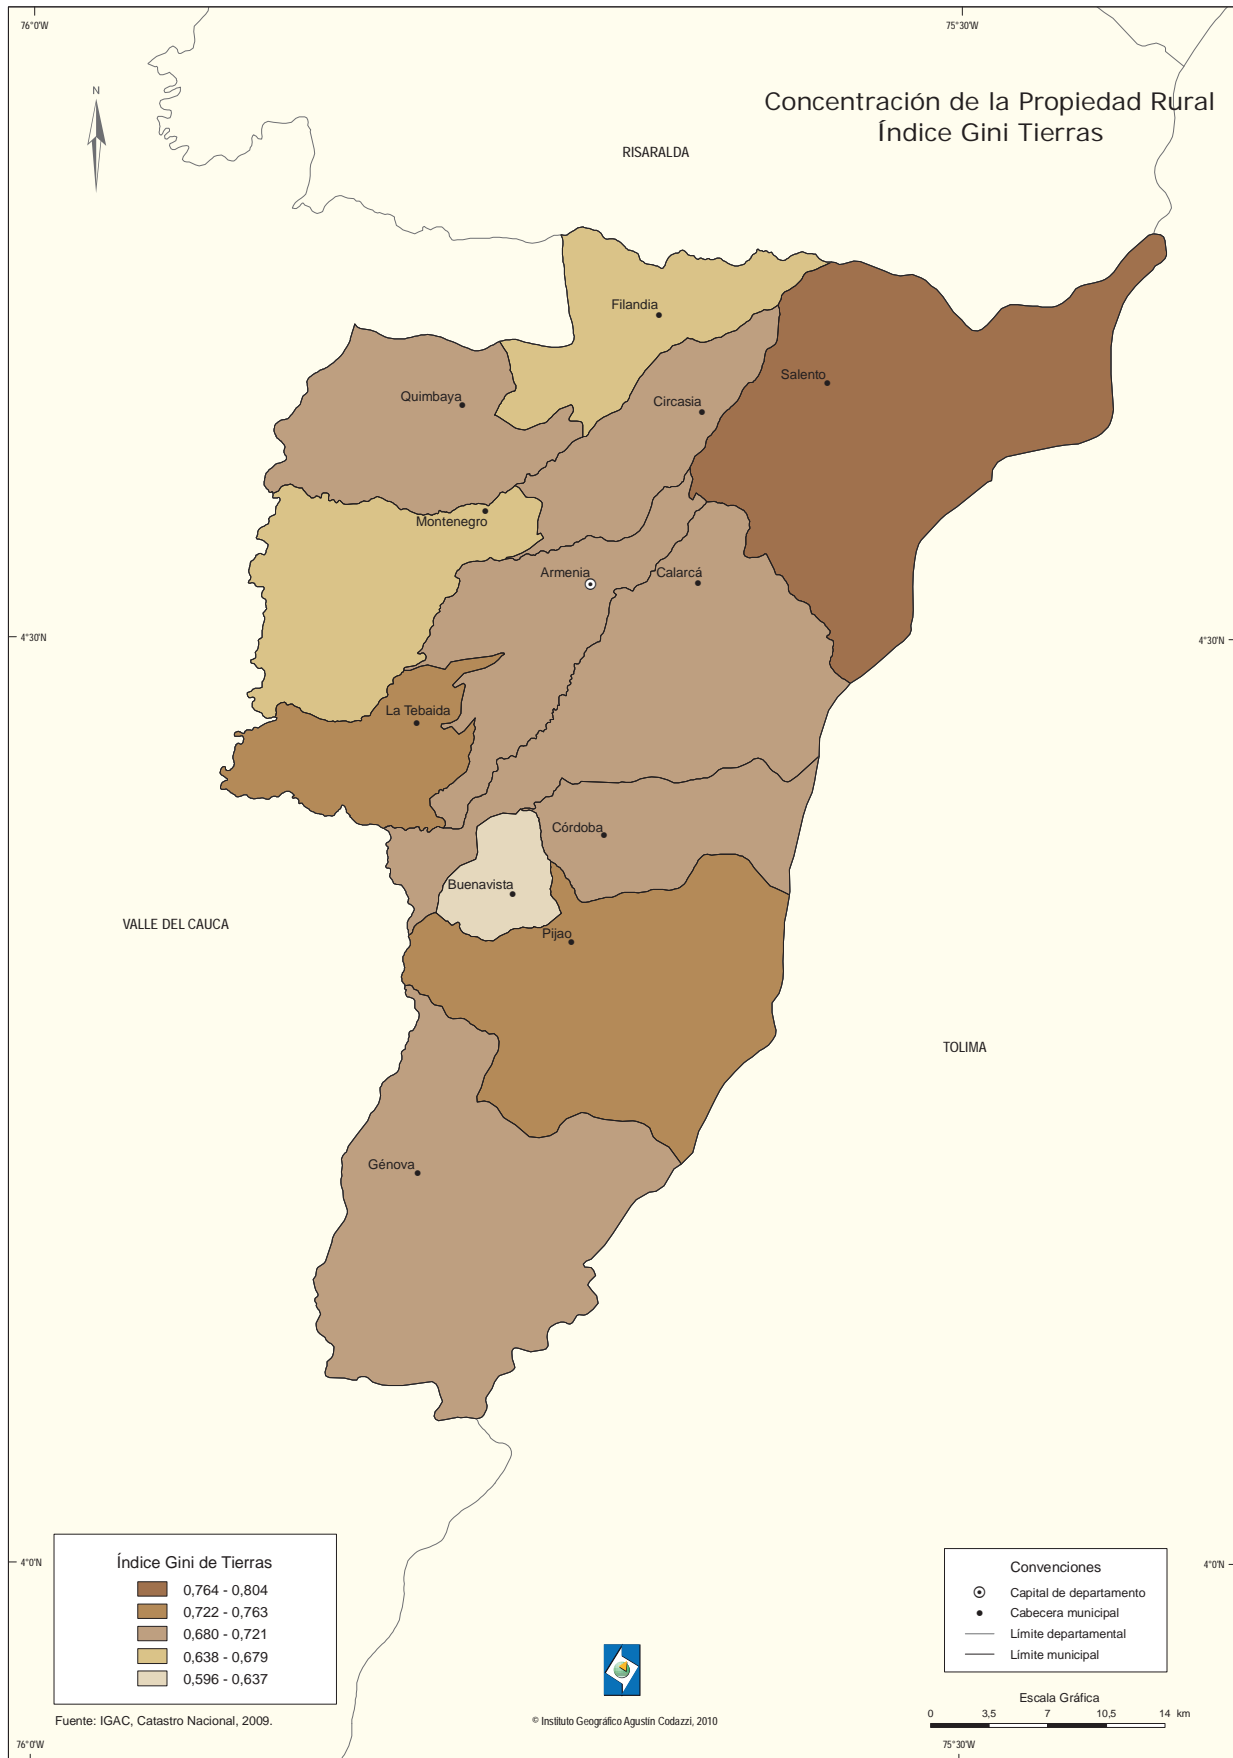 76°0'W
75°30'W
N
Concentración de la Propiedad Rural
Índice Gini Tierras
RISARALDA
Filandia
Salento
Quimbaya
Circasia
Montenegro
Armenia
Calarcá
4°30'N
4°30'N
La Tebaida
Córdoba
Buenavista
VALLE DEL CAUCA
Pijao
TOLIMA
Génova
4°0'N
4°0'N
Índice Gini de Tierras
0,764 - 0,804
0,722 - 0,763
0,680 - 0,721
0,638 - 0,679
0,596 - 0,637
Fuente: IGAC, Catastro Nacional, 2009.
© Instituto Geográfico Agustín Codazzi, 2010
Convenciones
Capital de departamento
Cabecera municipal
Límite departamental
Límite municipal
Escala Gráfica
0 3,5 7 10,5 14 km
76°0'W
75°30'W